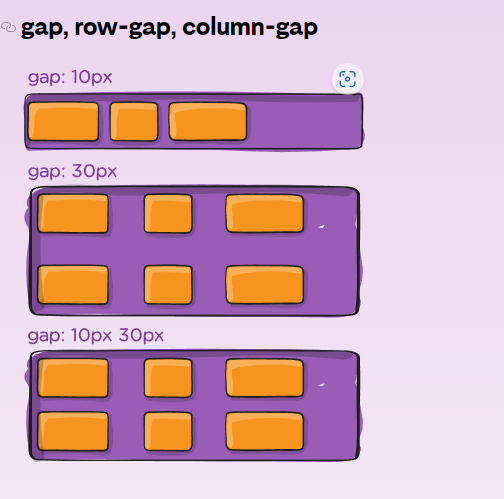 gap, row-gap, column-gap
gap: 10px
gap: 30px
gap: 10px 30px